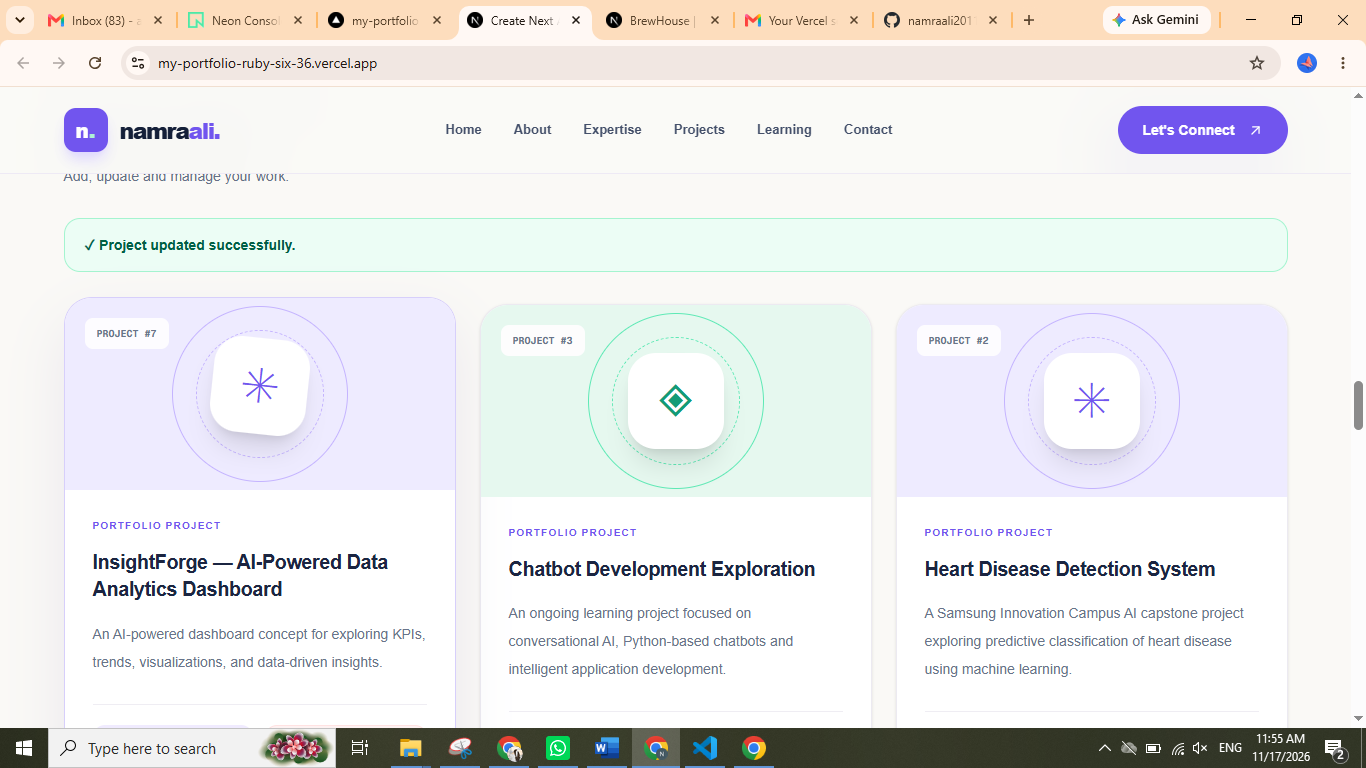 Inbox (83) -
Neon Consol
my-portfolio
Create Next
BrewHouse |
Your Vercel s
namraali201
Ask Gemini
my-portfolio-ruby-six-36.vercel.app
n. namraali.
Home About Expertise Projects Learning Contact
Let's Connect
Add, update and manage your work.
✓ Project updated successfully.
PROJECT #7
PORTFOLIO PROJECT
InsightForge — AI-Powered Data
Analytics Dashboard
An AI-powered dashboard concept for exploring KPIs,
trends, visualizations, and data-driven insights.
PROJECT #3
PORTFOLIO PROJECT
Chatbot Development Exploration
An ongoing learning project focused on
conversational AI, Python-based chatbots and
intelligent application development.
PROJECT #2
PORTFOLIO PROJECT
Heart Disease Detection System
A Samsung Innovation Campus AI capstone project
exploring predictive classification of heart disease
using machine learning.
Type here to search
ENG
11:55 AM
11/17/2026
2